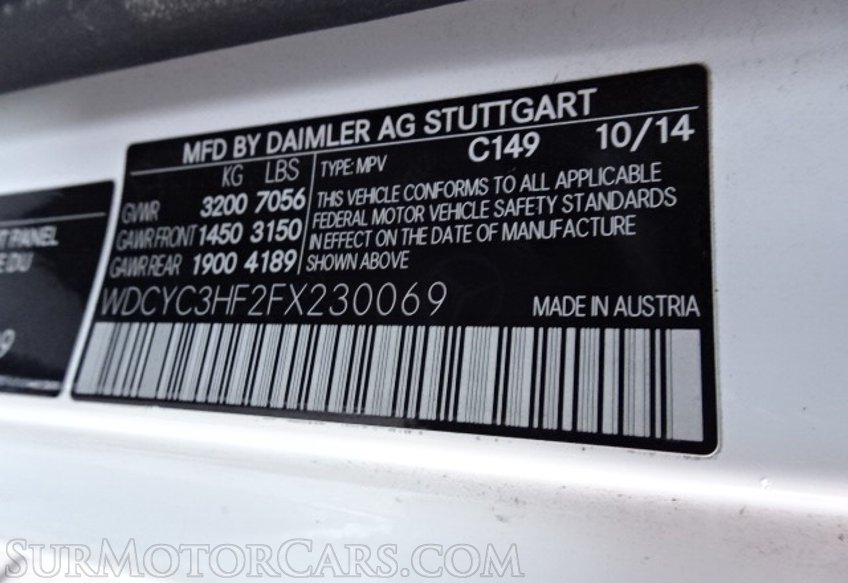 MFD BY DAIMLER AG STUTTGART
C149 10/14
KG LBS
TYPE: MPV
GVWR 3200 7056
GAWR FRONT 1450 3150
GAWR REAR 1900 4189
THIS VEHICLE CONFORMS TO ALL APPLICABLE
FEDERAL MOTOR VEHICLE SAFETY STANDARDS
IN EFFECT ON THE DATE OF MANUFACTURE
SHOWN ABOVE
WDCYC3HF2FX230069 MADE IN AUSTRIA
PANEL
SURMOTORCARS.COM